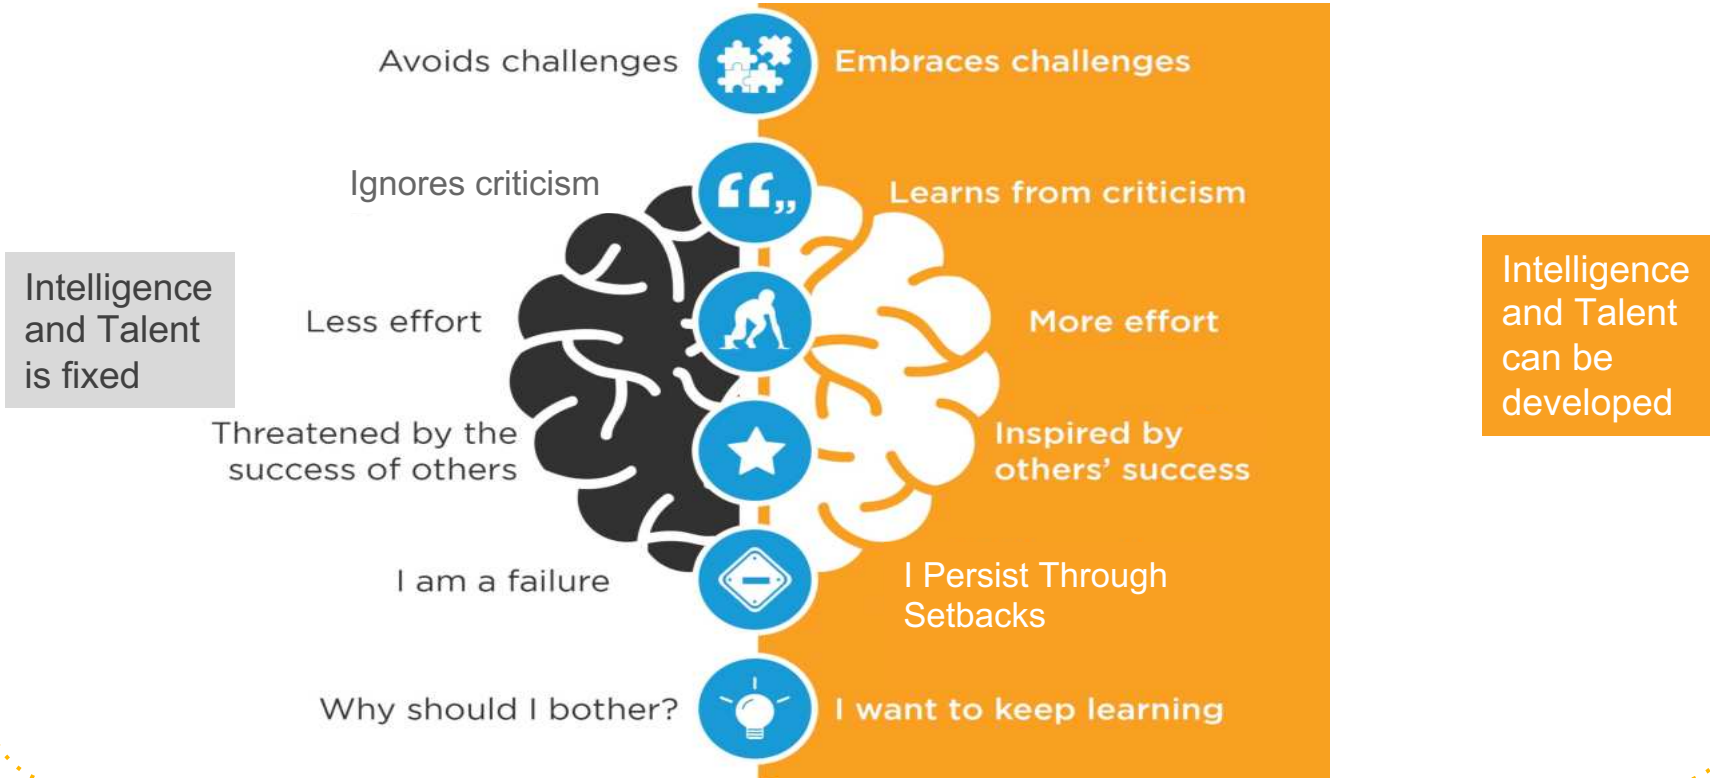 Avoids challenges
Embraces challenges
Ignores criticism
“„
Learns from criticism
Intelligence
and Talent
is fixed
Less effort
More effort
Intelligence
and Talent
can be
developed
Threatened by the
success of others
Inspired by
others’ success
I am a failure
I Persist Through
Setbacks
Why should I bother?
I want to keep learning